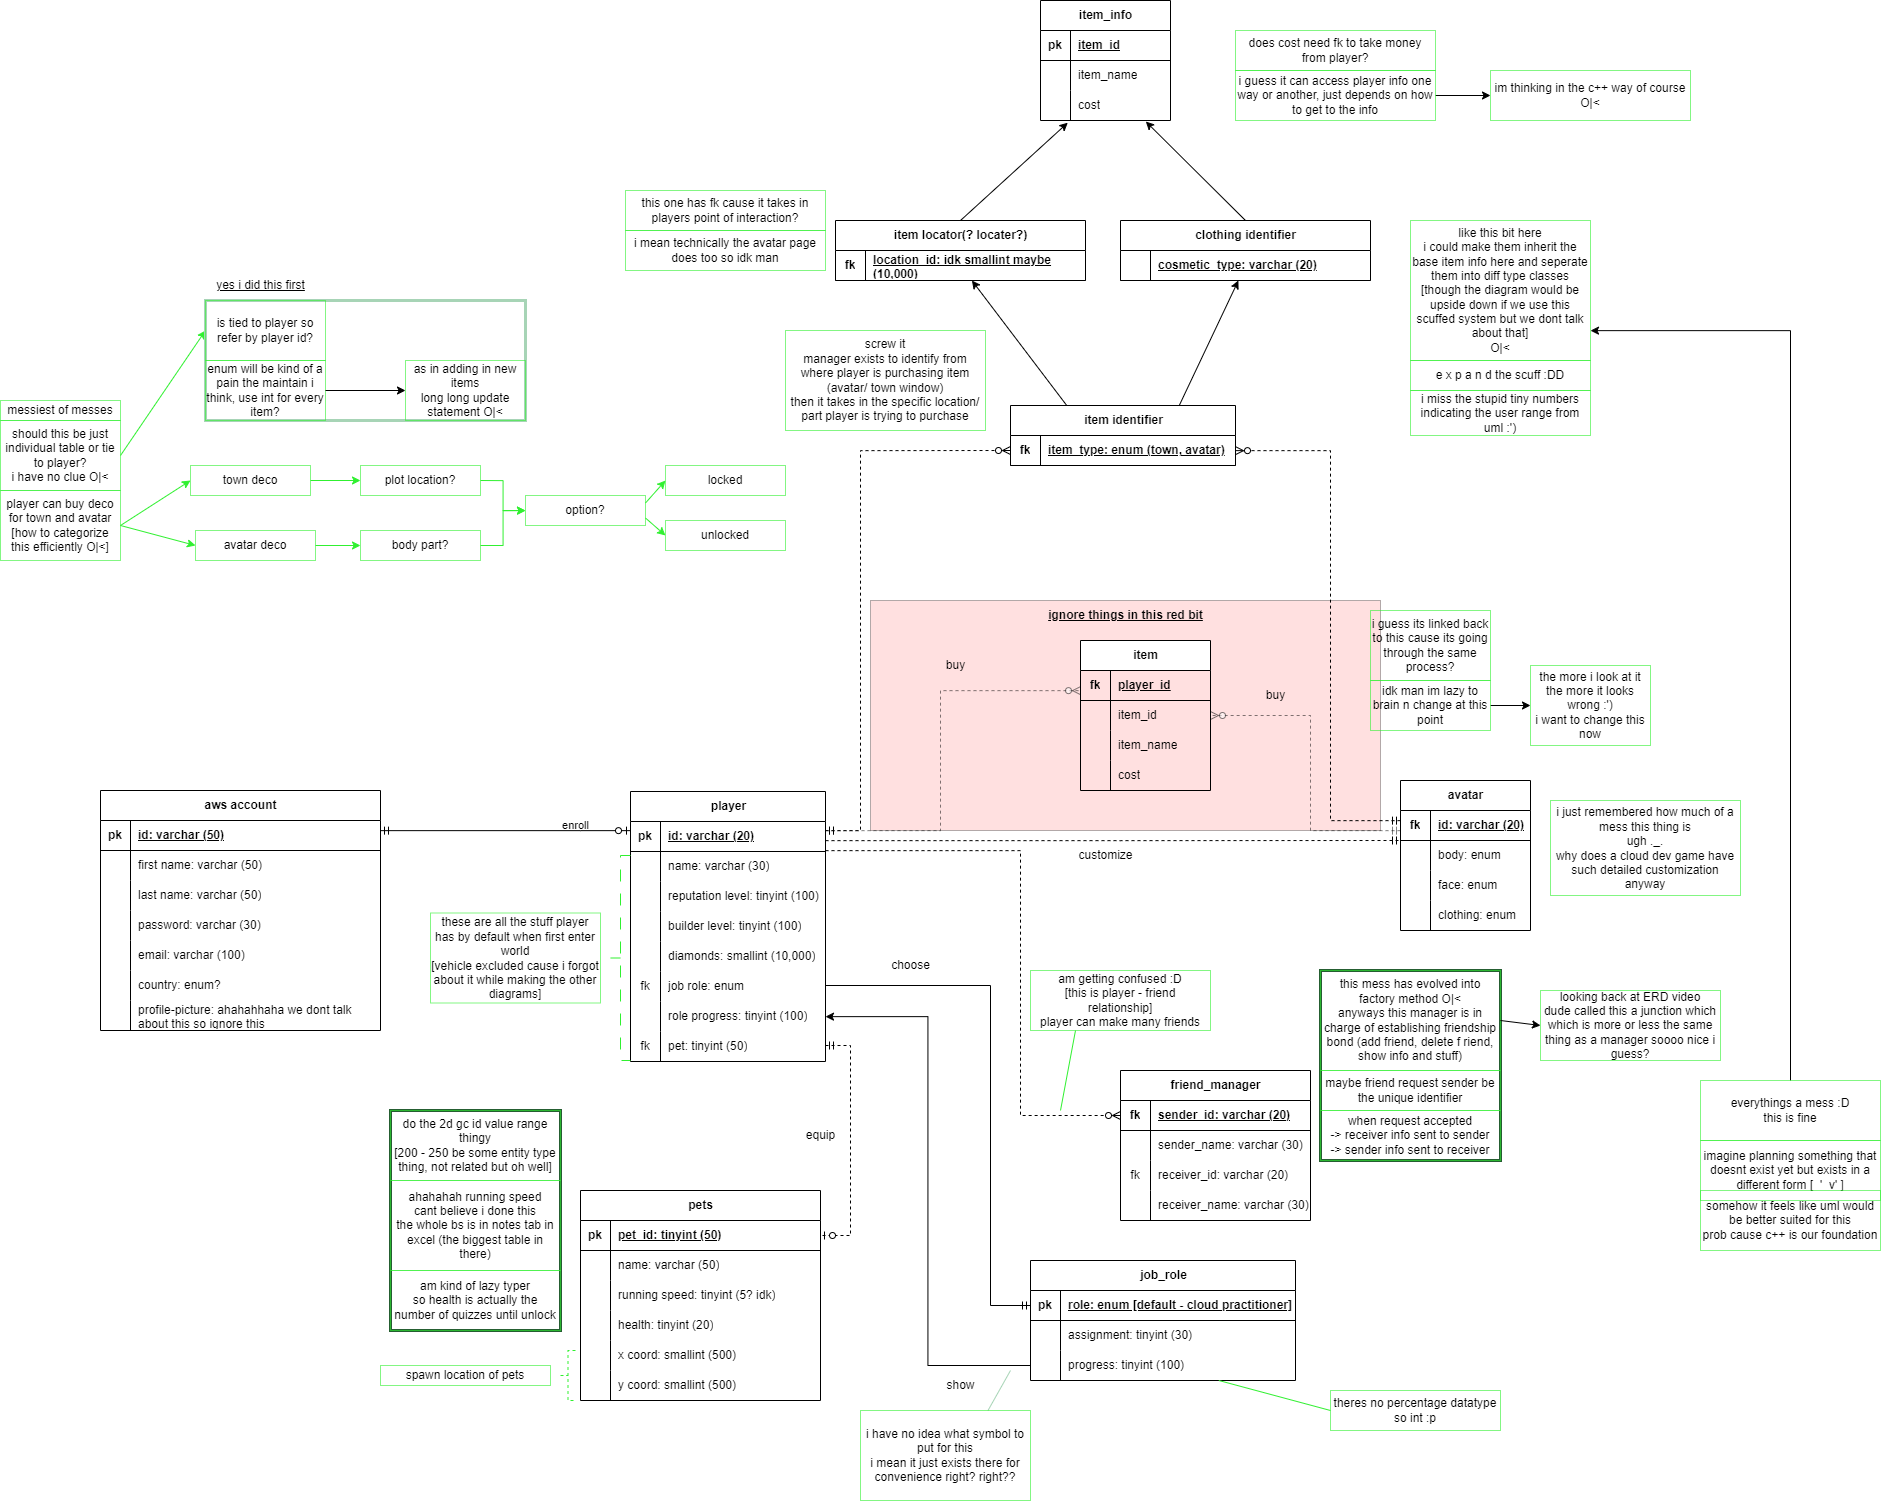 item_info
pk
item_id
item_name
cost
does cost need fk to take money
from player?
i guess it can access player info one
way or another, just depends on how
to get to the info
im thinking in the c++ way of course
O|<
this one has fk cause it takes in
players point of interaction?
i mean technically the avatar page
does too so idk man
item locator(? locater?)
fk
location_id: idk smallint maybe
(10,000)
clothing identifier
cosmetic_type: varchar (20)
like this bit here
i could make them inherit the
base item info here and seperate
them into diff type classes
[though the diagram would be
upside down if we use this
scuffed system but we dont talk
about that]
O|<
e x p a n d the scuff :DD
i miss the stupid tiny numbers
indicating the user range from
uml :')
yes i did this first
is tied to player so
refer by player id?
enum will be kind of a
pain the maintain i
think, use int for every
item?
as in adding in new
items
long long update
statement O|<
screw it
manager exists to identify from
where player is purchasing item
(avatar/ town window)
then it takes in the specific location/
part player is trying to purchase
item identifier
fk
item_type: enum (town, avatar)
messiest of messes
should this be just
individual table or tie
to player?
i have no clue O|<
player can buy deco
for town and avatar
[how to categorize
this efficiently O|<]
town deco
plot location?
avatar deco
body part?
option?
locked
unlocked
ignore things in this red bit
item
buy
fk
player_id
buy
item_id
item_name
cost
i guess its linked back
to this cause its going
through the same
process?
idk man im lazy to
brain n change at this
point
the more i look at it
the more it looks
wrong :')
i want to change this
now
aws account
pk
id: varchar (50)
first name: varchar (50)
last name: varchar (50)
password: varchar (30)
email: varchar (100)
country: enum?
profile-picture: ahahahhaha we dont talk
about this so ignore this
enroll
player
pk
id: varchar (20)
name: varchar (30)
reputation level: tinyint (100)
builder level: tinyint (100)
diamonds: smallint (10,000)
fk
job role: enum
role progress: tinyint (100)
fk
pet: tinyint (50)
these are all the stuff player
has by default when first enter
world
[vehicle excluded cause i forgot
about it while making the other
diagrams]
customize
avatar
fk
id: varchar (20)
body: enum
face: enum
clothing: enum
i just remembered how much of a
mess this thing is
ugh ._.
why does a cloud dev game have
such detailed customization
anyway
choose
am getting confused :D
[this is player - friend
relationship]
player can make many friends
this mess has evolved into
factory method O|<
anyways this manager is in
charge of establishing friendship
bond (add friend, delete f riend,
show info and stuff)
maybe friend request sender be
the unique identifier
when request accepted
-> receiver info sent to sender
-> sender info sent to receiver
looking back at ERD video
dude called this a junction which
which is more or less the same
thing as a manager soooo nice i
guess?
friend_manager
fk
sender_id: varchar (20)
sender_name: varchar (30)
fk
receiver_id: varchar (20)
receiver_name: varchar (30)
everythings a mess :D
this is fine
imagine planning something that
doesnt exist yet but exists in a
different form [ _'_v' ]
somehow it feels like uml would
be better suited for this
prob cause c++ is our foundation
equip
do the 2d gc id value range
thingy
[200 - 250 be some entity type
thing, not related but oh well]
ahahahah running speed
cant believe i done this
the whole bs is in notes tab in
excel (the biggest table in
there)
am kind of lazy typer
so health is actually the
number of quizzes until unlock
spawn location of pets
pets
pk
pet_id: tinyint (50)
name: varchar (50)
running speed: tinyint (5? idk)
health: tinyint (20)
x coord: smallint (500)
y coord: smallint (500)
job_role
pk
role: enum [default - cloud practitioner]
assignment: tinyint (30)
progress: tinyint (100)
show
i have no idea what symbol to
put for this
i mean it just exists there for
convenience right? right??
theres no percentage datatype
so int :p